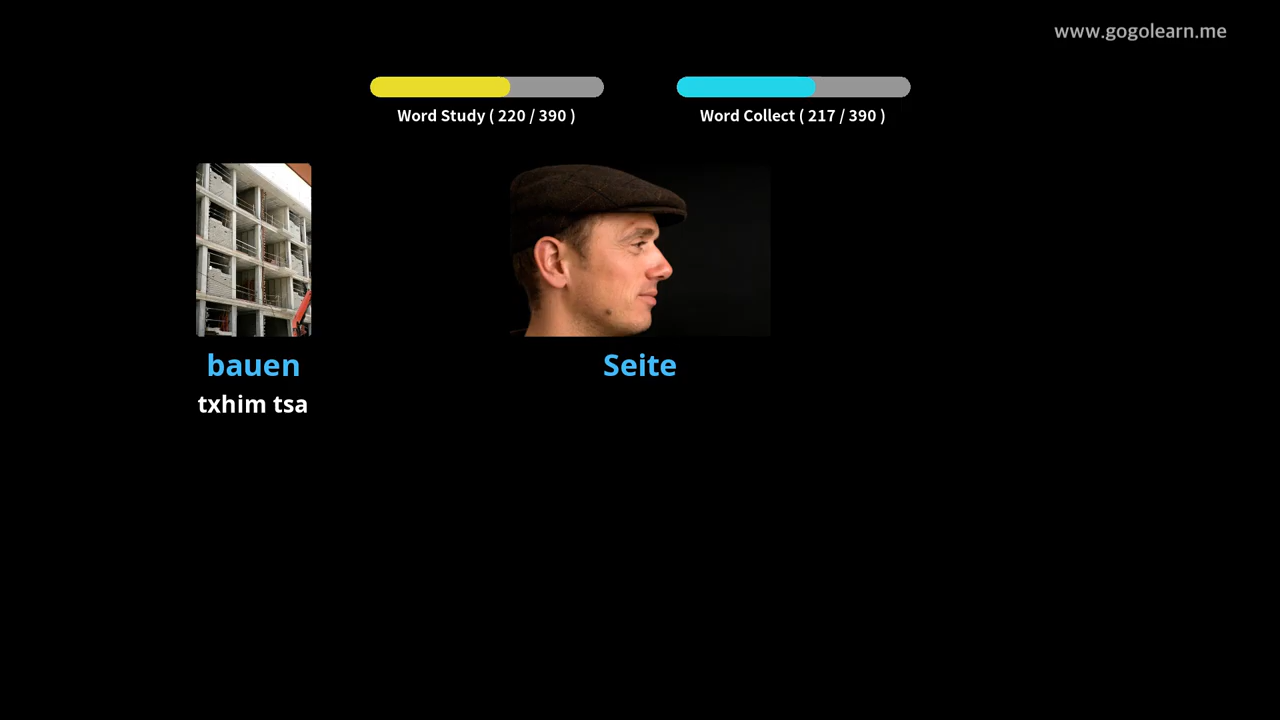 www.gogolearn.me
Word Study ( 220 / 390 )
Word Collect ( 217 / 390 )
bauen
Seite
txhim tsa